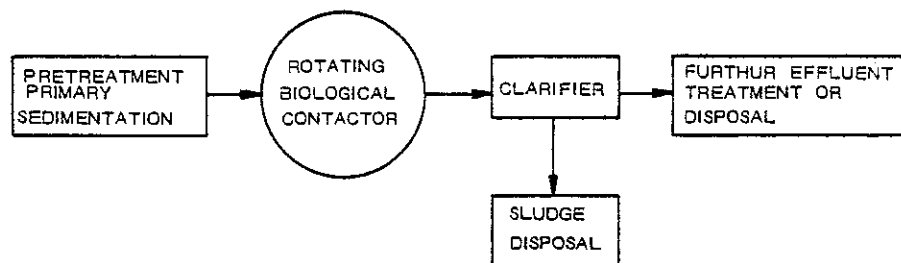 PRETREATMENT
PRIMARY
SEDIMENTATION
ROTATING
BIOLOGICAL
CONTACTOR
CLARIFIER
FURTHUR EFFLUENT
TREATMENT OR
DISPOSAL
SLUDGE
DISPOSAL